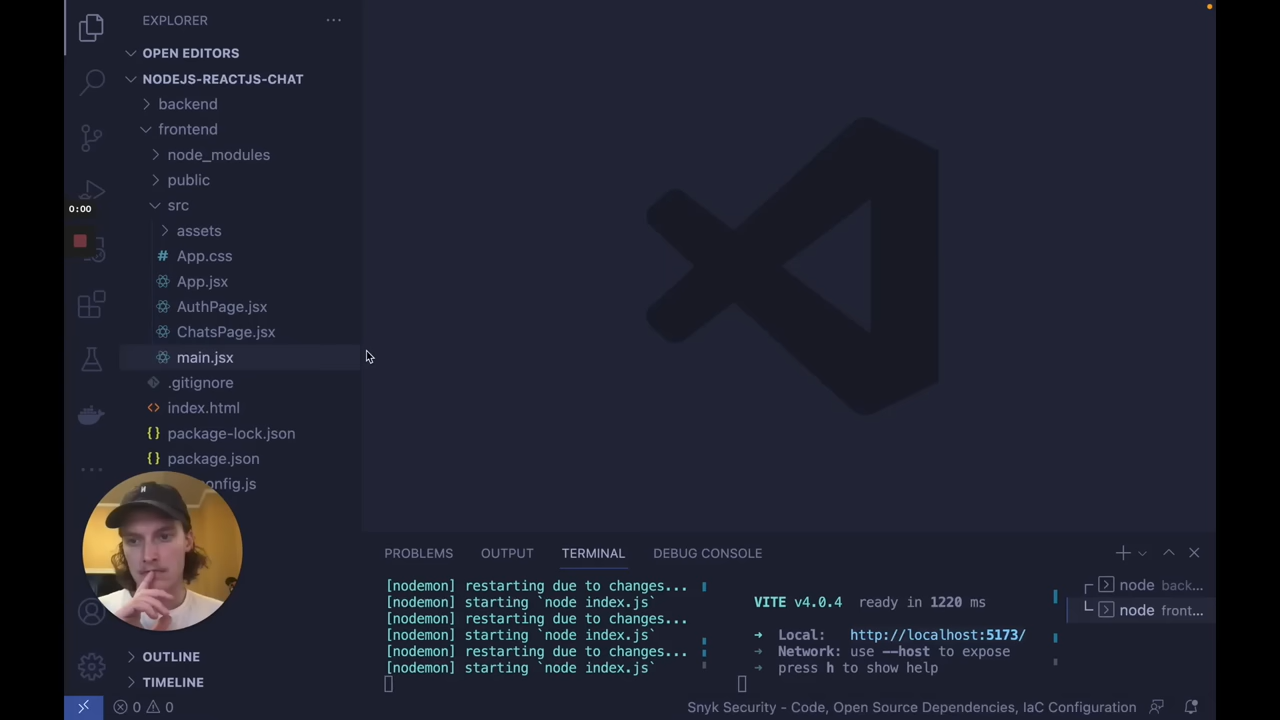 EXPLORER
OPEN EDITORS
NODEJS-REACTJS-CHAT
backend
frontend
node_modules
public
src
assets
0:00
# App.css
App.jsx
AuthPage.jsx
ChatsPage.jsx
main.jsx
.gitignore
<> index.html
{} package-lock.json
{} package.json
onfig.js
OUTLINE
TIMELINE
PROBLEMS OUTPUT TERMINAL DEBUG CONSOLE
[nodemon] restarting due to changes...
[nodemon] starting `node index.js`
[nodemon] restarting due to changes...
[nodemon] starting `node index.js`
[nodemon] restarting due to changes...
[nodemon] starting `node index.js`
VITE v4.0.4 ready in 1220 ms
➜ Local: http://localhost:5173/
➜ Network: use --host to expose
➜ press h to show help
node back...
node front...
0 0
Snyk Security - Code, Open Source Dependencies, IaC Configuration